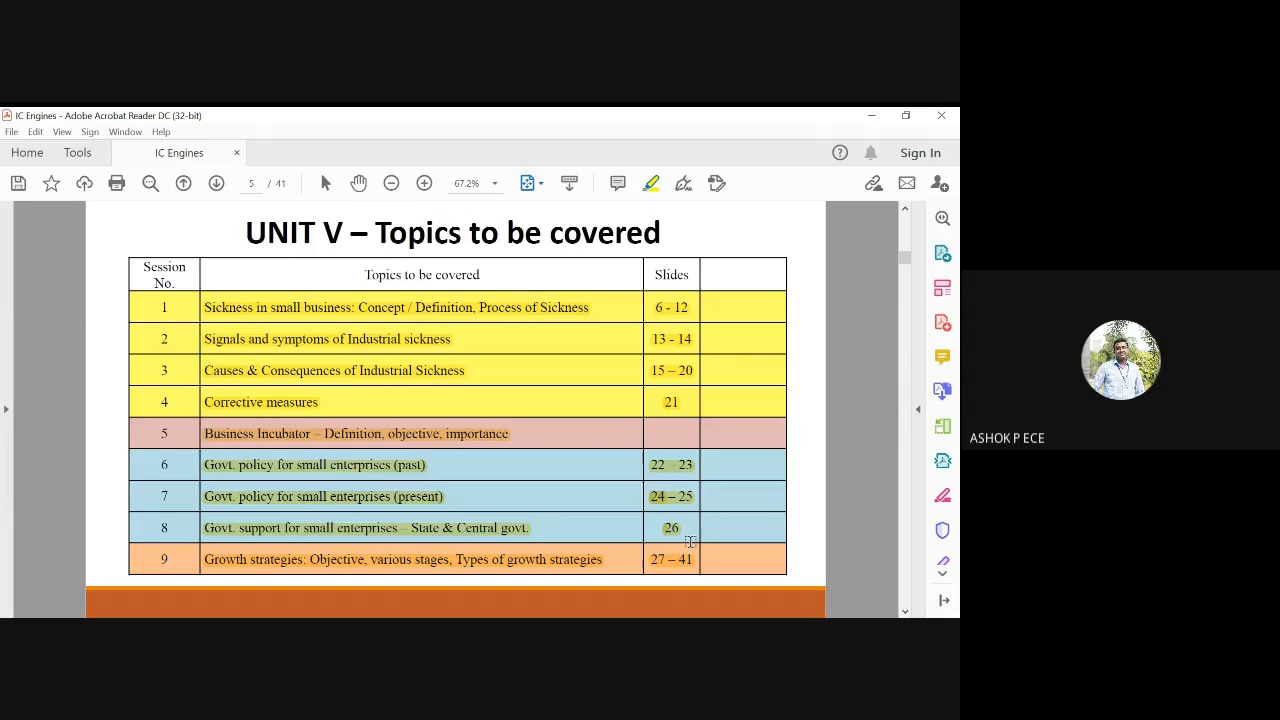 IC Engines - Adobe Acrobat Reader DC (32-bit)
File Edit View Sign Window Help
Home Tools IC Engines × Sign In
5 / 41 67.2%
UNIT V – Topics to be covered
Session No. Topics to be covered Slides
1 Sickness in small business: Concept / Definition, Process of Sickness 6 - 12
2 Signals and symptoms of Industrial sickness 13 - 14
3 Causes & Consequences of Industrial Sickness 15 – 20
4 Corrective measures 21
5 Business Incubator – Definition, objective, importance
6 Govt. policy for small enterprises (past) 22 – 23
7 Govt. policy for small enterprises (present) 24 – 25
8 Govt. support for small enterprises – State & Central govt. 26
9 Growth strategies: Objective, various stages, Types of growth strategies 27 – 41
ASHOK P ECE